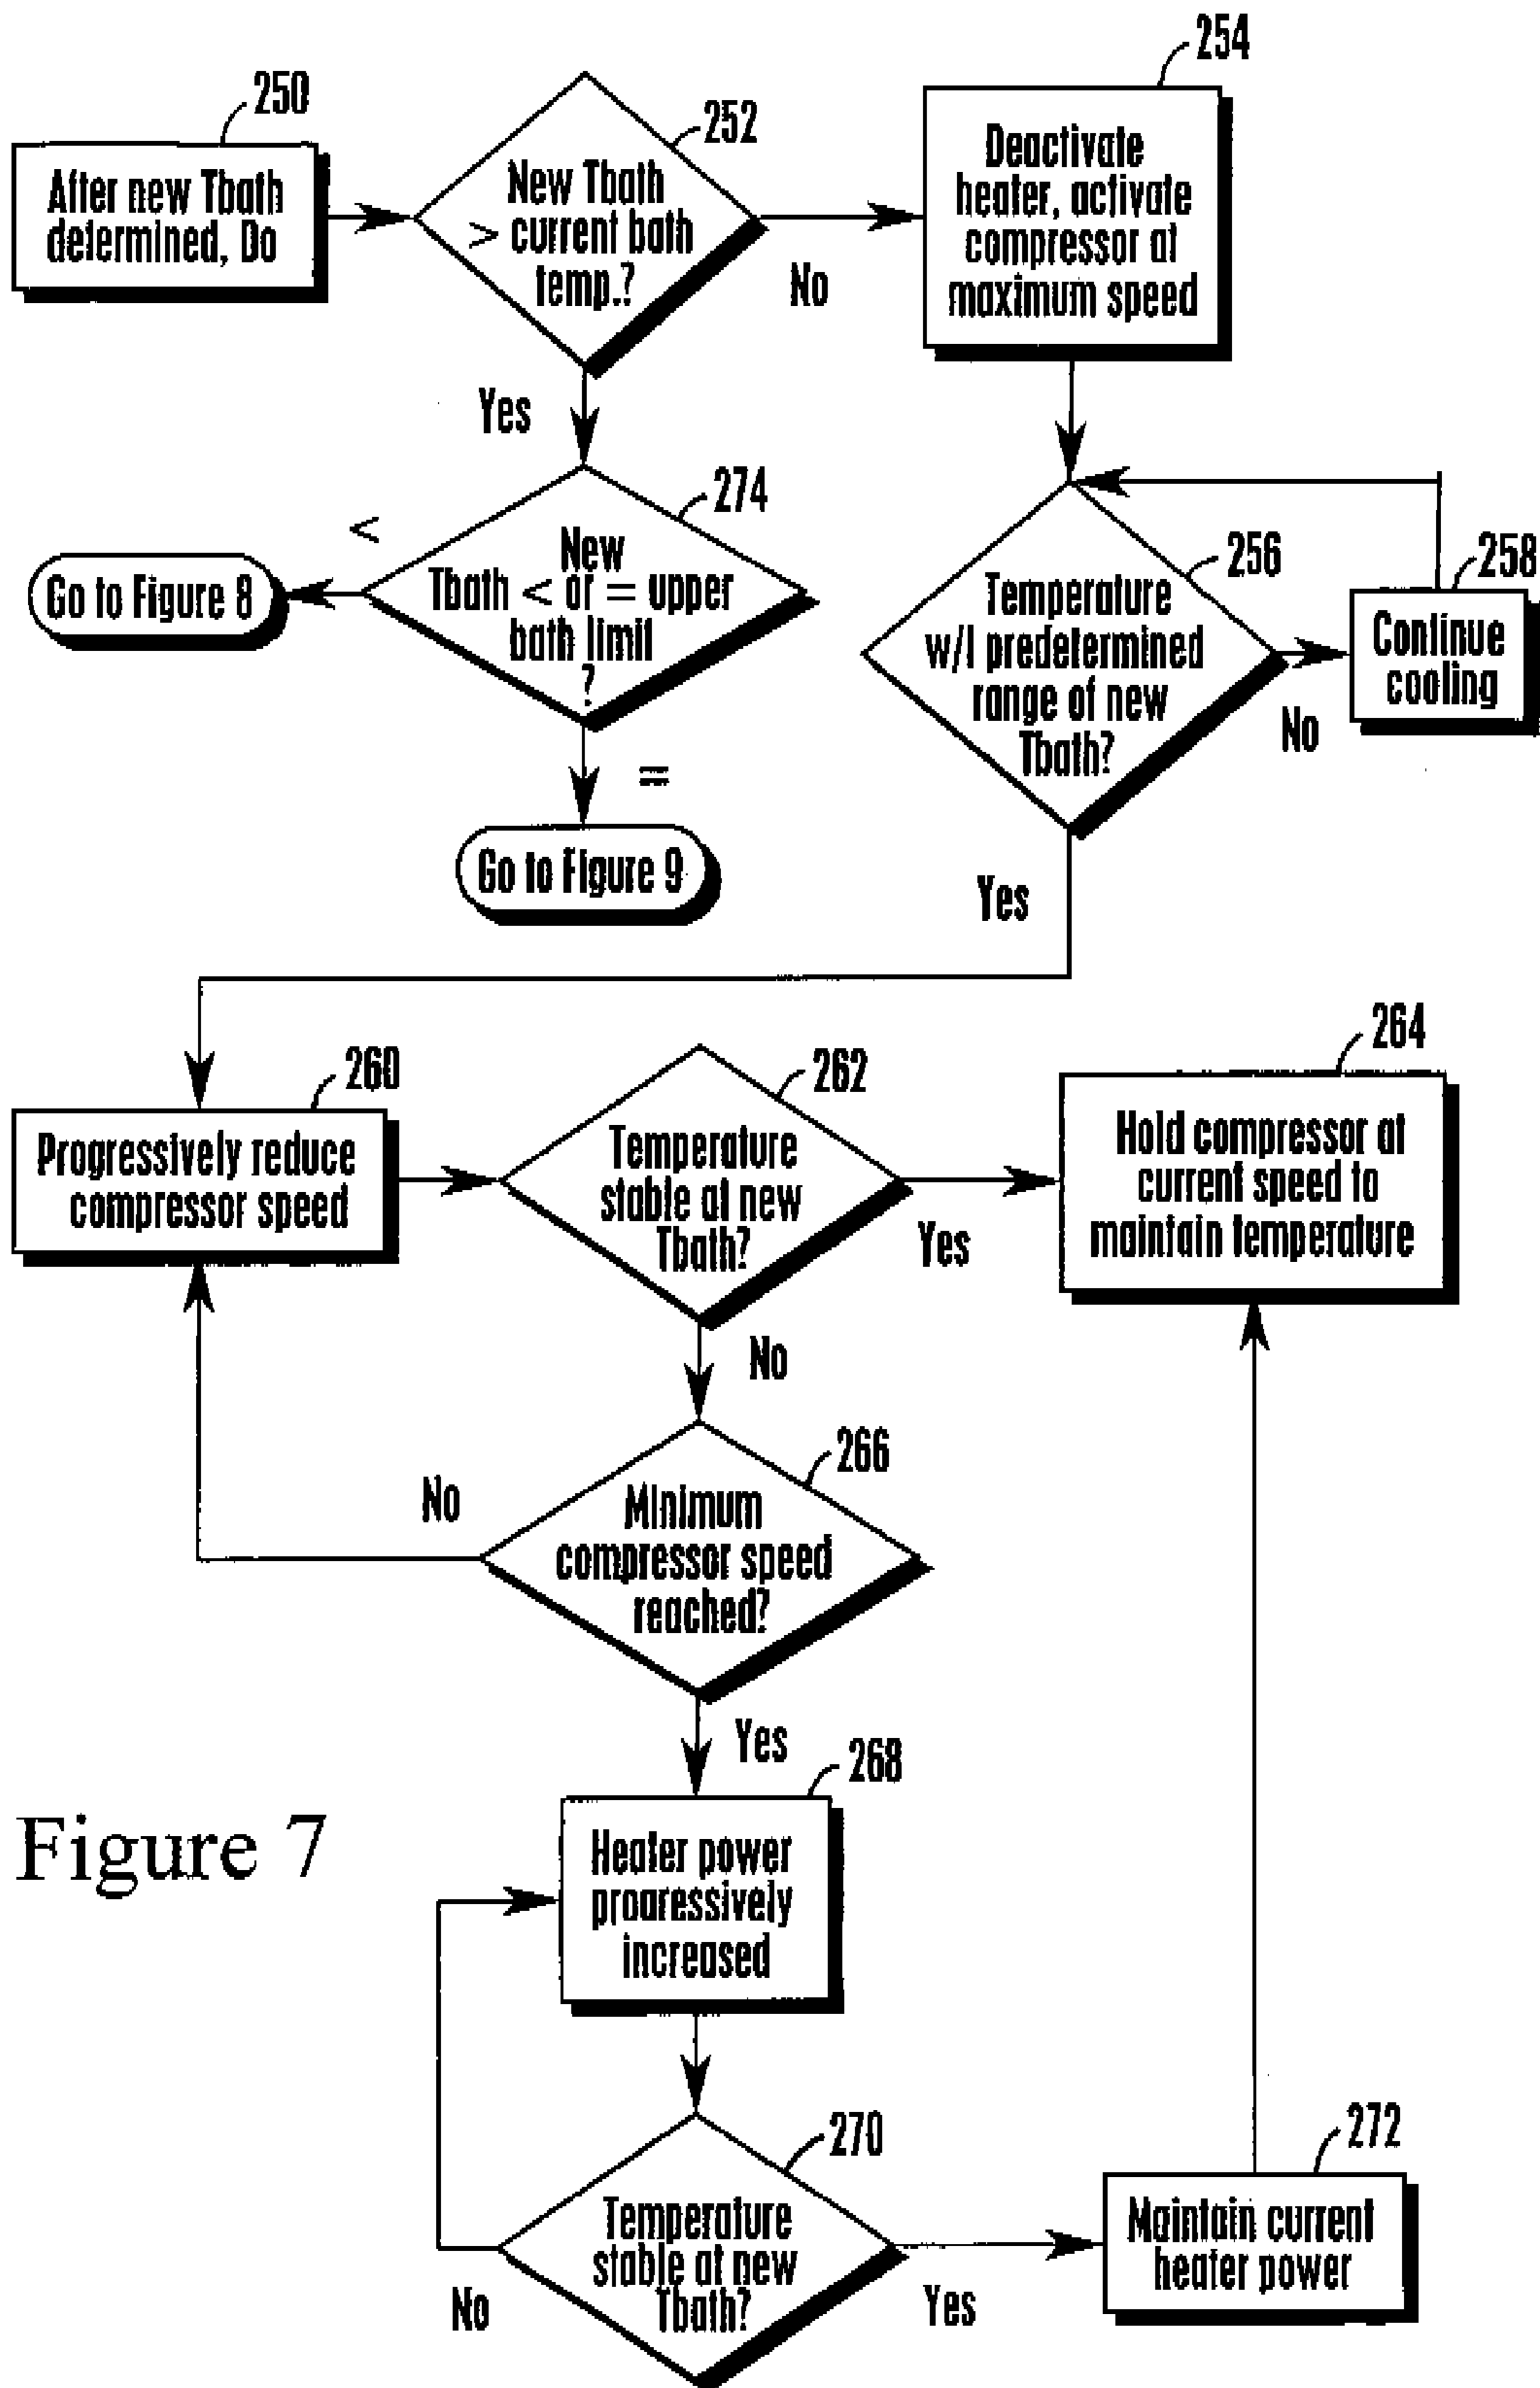 250
After new Tbath
determined, Do
252
New Tbath
> current bath
temp.?
No
Yes
254
Deactivate
heater, activate
compressor at
maximum speed
274
<
New
Tbath < or = upper
bath limit
?
Go to Figure 8
=
Go to Figure 9
256
Temperature
w/i predetermined
range of new
Tbath?
No
Yes
258
Continue
cooling
260
Progressively reduce
compressor speed
262
Temperature
stable at new
Tbath?
Yes
No
264
Hold compressor at
current speed to
maintain temperature
266
Minimum
compressor speed
reached?
No
Yes
268
Heater power
progressively
increased
Figure 7
270
Temperature
stable at new
Tbath?
No
Yes
272
Maintain current
heater power